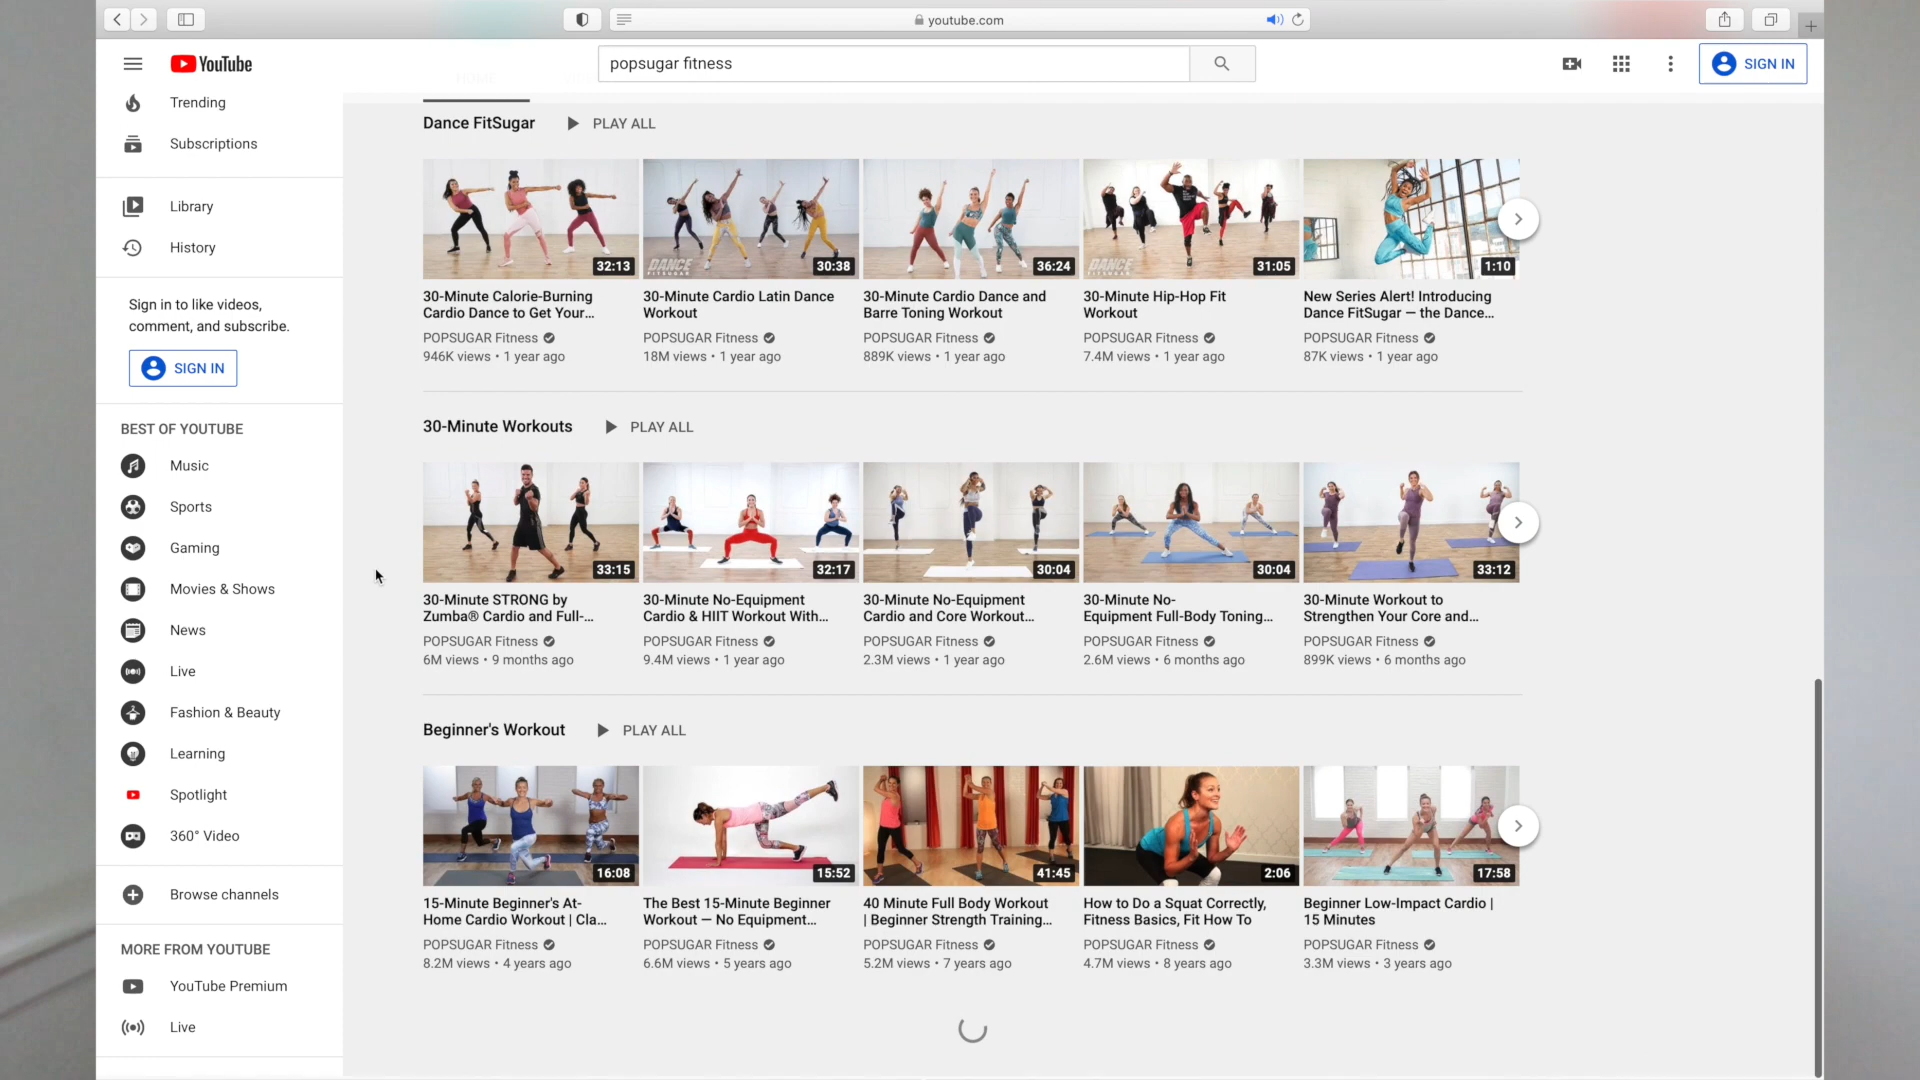 youtube.com
YouTube
popsugar fitness
SIGN IN
Trending
Subscriptions
Library
History
Sign in to like videos,
comment, and subscribe.
SIGN IN
BEST OF YOUTUBE
Music
Sports
Gaming
Movies & Shows
News
Live
Fashion & Beauty
Learning
Spotlight
360° Video
Browse channels
MORE FROM YOUTUBE
YouTube Premium
Live
Dance FitSugar
PLAY ALL
32:13
DANCE
FITSUGAR
30:38
36:24
DANCE
FITSUGAR
31:05
1:10
30-Minute Calorie-Burning
Cardio Dance to Get Your...
POPSUGAR Fitness
946K views • 1 year ago
30-Minute Cardio Latin Dance
Workout
POPSUGAR Fitness
18M views • 1 year ago
30-Minute Cardio Dance and
Barre Toning Workout
POPSUGAR Fitness
889K views • 1 year ago
30-Minute Hip-Hop Fit
Workout
POPSUGAR Fitness
7.4M views • 1 year ago
New Series Alert! Introducing
Dance FitSugar — the Dance...
POPSUGAR Fitness
87K views • 1 year ago
30-Minute Workouts
PLAY ALL
33:15
32:17
30:04
30:04
33:12
30-Minute STRONG by
Zumba® Cardio and Full-...
POPSUGAR Fitness
6M views • 9 months ago
30-Minute No-Equipment
Cardio & HIIT Workout With...
POPSUGAR Fitness
9.4M views • 1 year ago
30-Minute No-Equipment
Cardio and Core Workout...
POPSUGAR Fitness
2.3M views • 1 year ago
30-Minute No-
Equipment Full-Body Toning...
POPSUGAR Fitness
2.6M views • 6 months ago
30-Minute Workout to
Strengthen Your Core and...
POPSUGAR Fitness
899K views • 6 months ago
Beginner's Workout
PLAY ALL
16:08
15:52
41:45
2:06
17:58
15-Minute Beginner's At-
Home Cardio Workout | Cla...
POPSUGAR Fitness
8.2M views • 4 years ago
The Best 15-Minute Beginner
Workout — No Equipment...
POPSUGAR Fitness
6.6M views • 5 years ago
40 Minute Full Body Workout
| Beginner Strength Training...
POPSUGAR Fitness
5.2M views • 7 years ago
How to Do a Squat Correctly,
Fitness Basics, Fit How To
POPSUGAR Fitness
4.7M views • 8 years ago
Beginner Low-Impact Cardio |
15 Minutes
POPSUGAR Fitness
3.3M views • 3 years ago